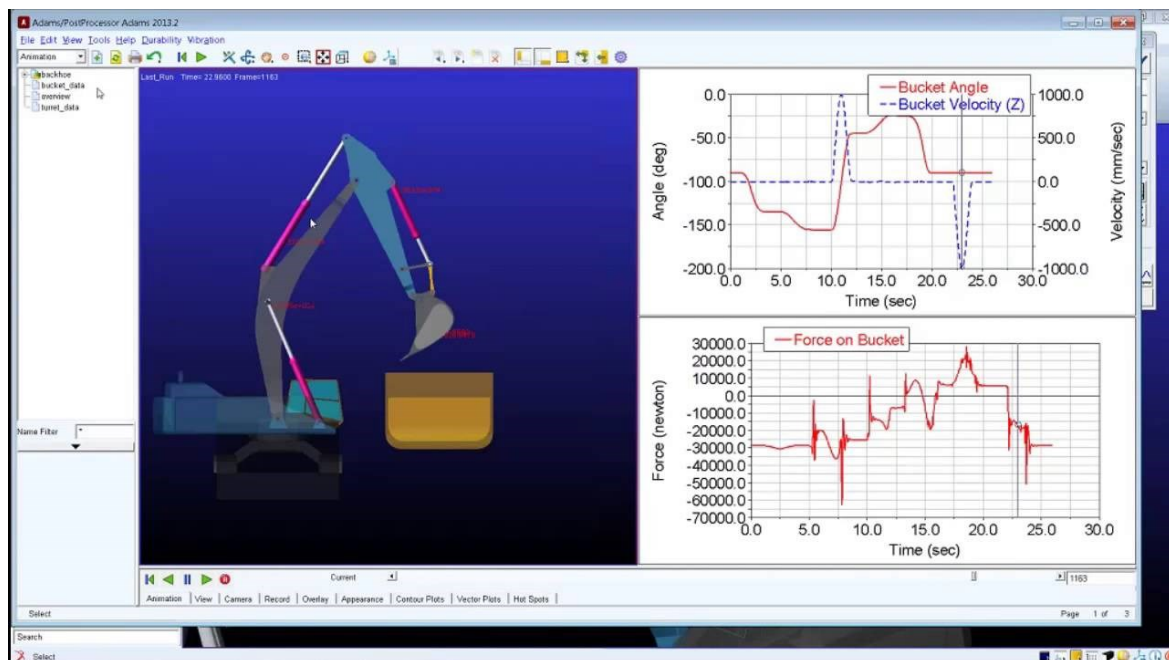 Adams/PostProcessor Adams 2013.2
File Edit View Tools Help Durability Vibration
Animation
backhoe
bucket_data
overview
turret_data
Name Filter *
Last_Run Time= 22.9800 Frame=1163
Bucket Angle
Bucket Velocity (Z)
Angle (deg)
0.0
-50.0
-100.0
-150.0
-200.0
Velocity (mm/sec)
1000.0
500.0
0.0
-500.0
-1000.0
0.0 5.0 10.0 15.0 20.0 25.0 30.0
Time (sec)
Force on Bucket
Force (newton)
30000.0
20000.0
10000.0
0.0
-10000.0
-20000.0
-30000.0
-40000.0
-50000.0
-60000.0
-70000.0
0.0 5.0 10.0 15.0 20.0 25.0 30.0
Time (sec)
Current 1163
Animation View Camera Record Overlay Appearance Contour Plots Vector Plots Hot Spots
Select Page 1 of 3
Search
Select